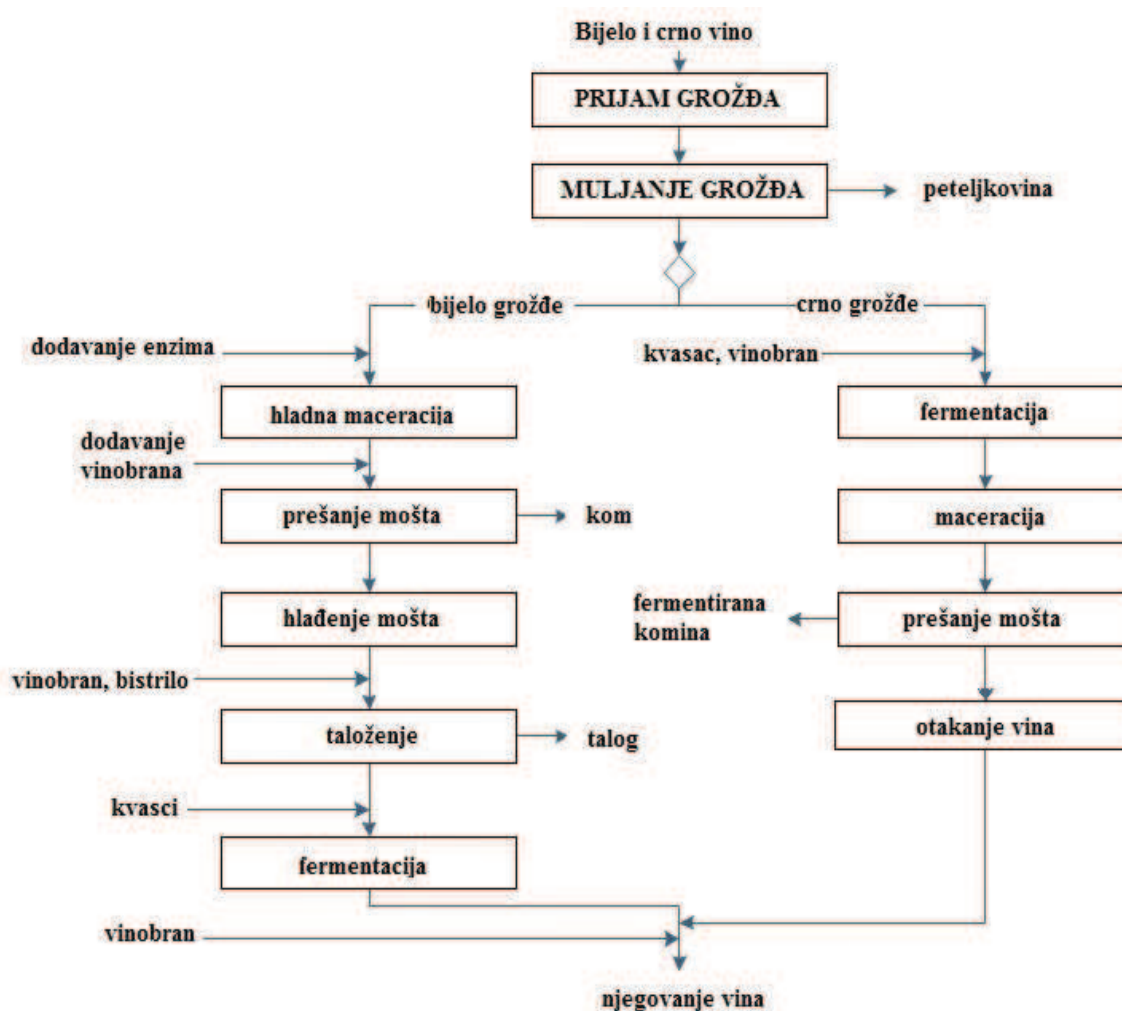 Bijelo i crno vino
PRIJAM GROŽĐA
MULJANJE GROŽĐA
peteljkovina
bijelo grožđe
crno grožđe
dodavanje enzima
kvasac, vinobran
hladna maceracija
fermentacija
dodavanje
vinobrana
prešanje mošta
kom
maceracija
hlađenje mošta
fermentirana
komina
prešanje mošta
vinobran, bistrilo
taloženje
talog
otakanje vina
kvasci
fermentacija
vinobran
njegovanje vina